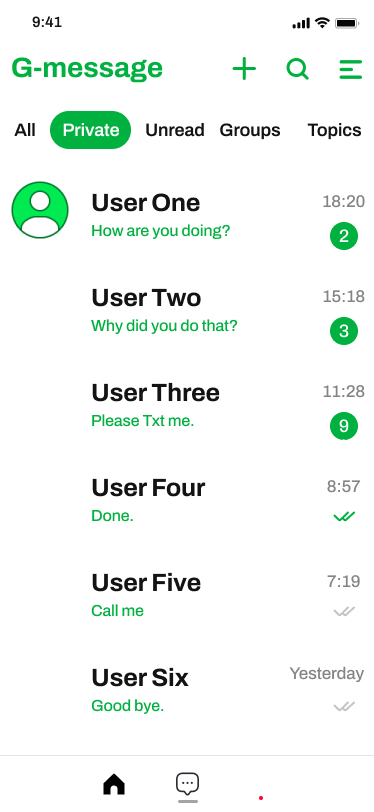 9:41
G-message
All Private Unread Groups Topics
User One 18:20
How are you doing? 2
User Two 15:18
Why did you do that? 3
User Three 11:28
Please Txt me. 9
User Four 8:57
Done.
User Five 7:19
Call me
User Six Yesterday
Good bye.